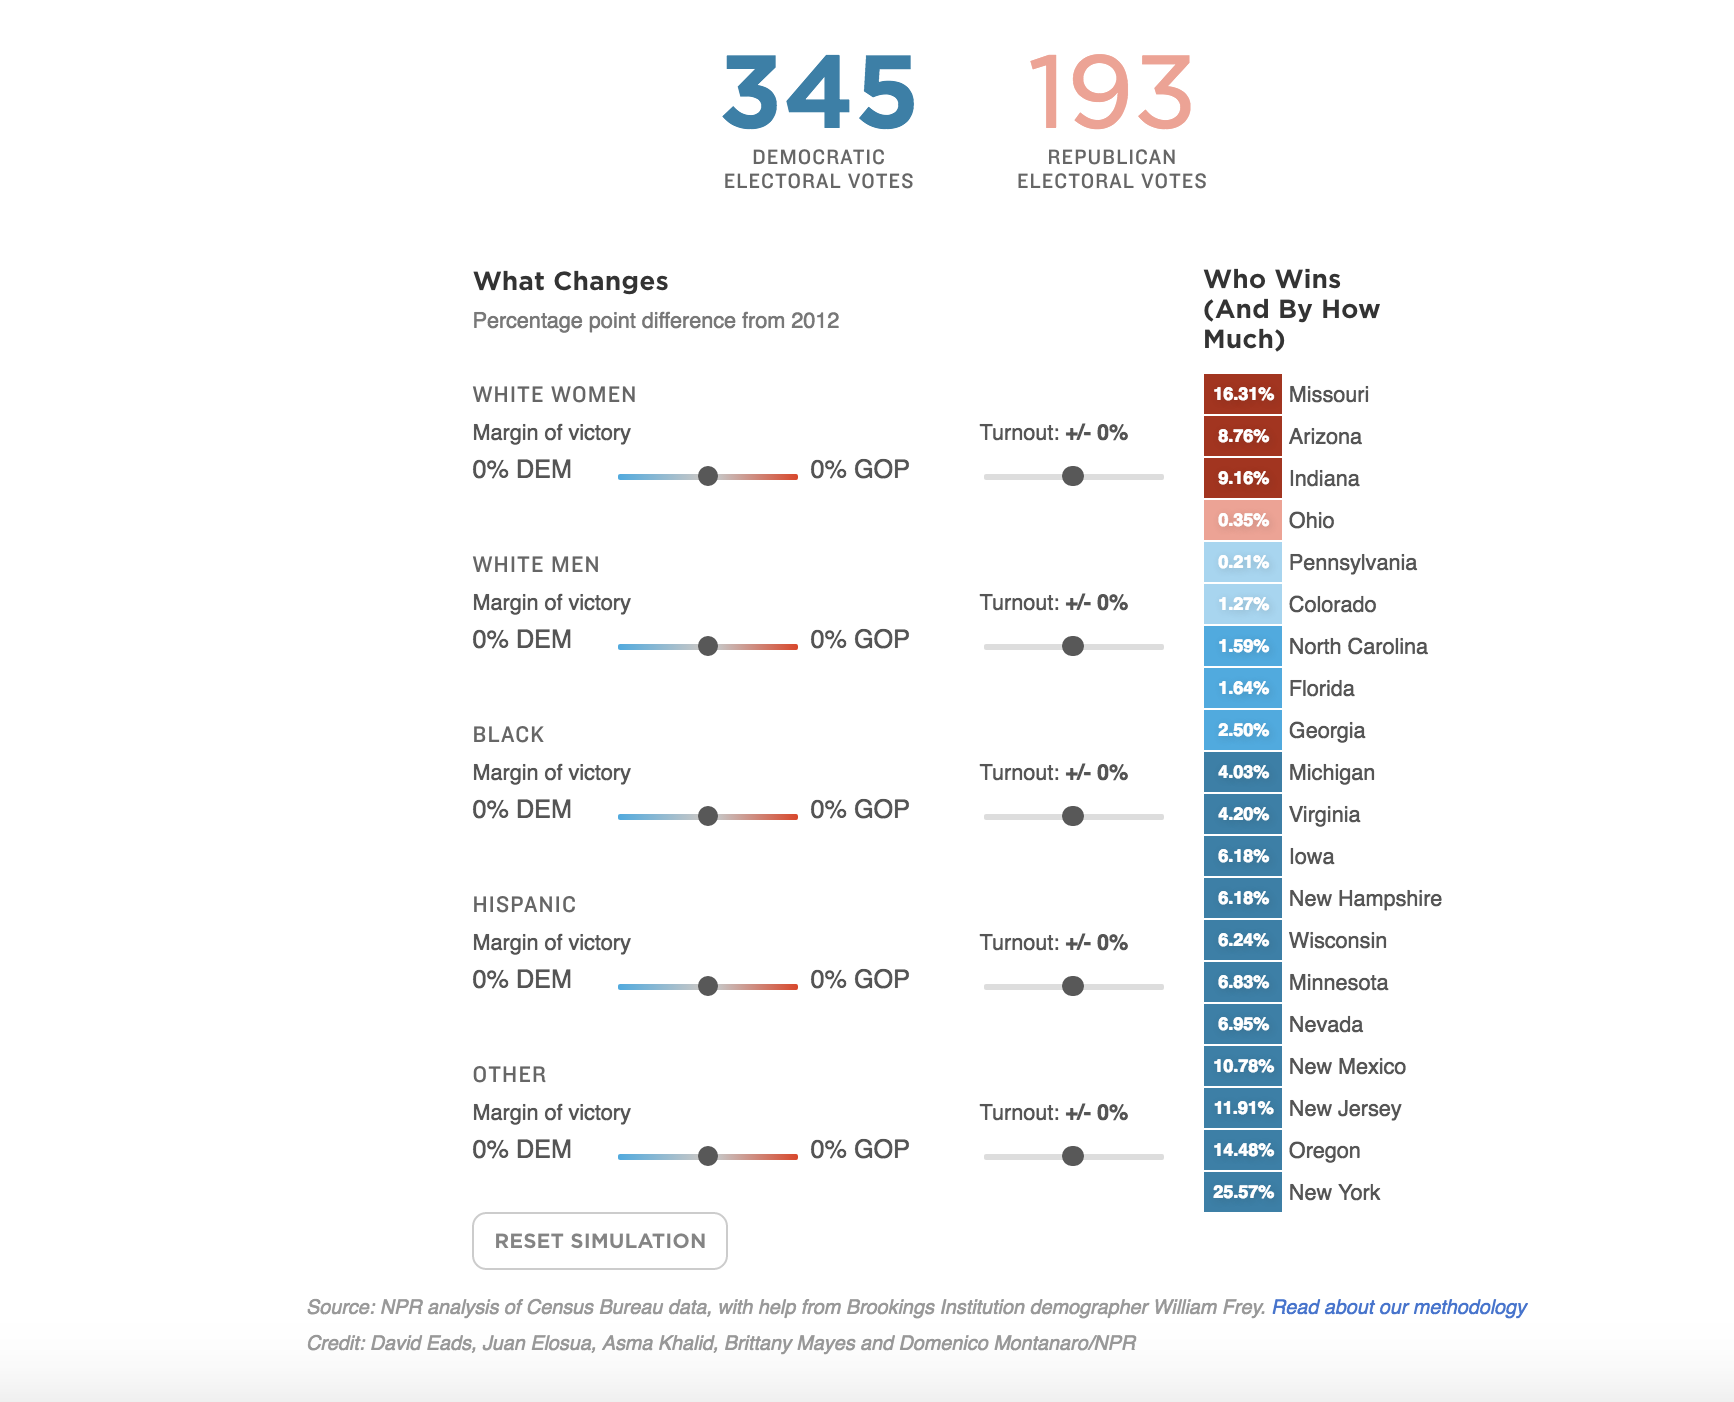 345
193
DEMOCRATIC
ELECTORAL VOTES
REPUBLICAN
ELECTORAL VOTES
What Changes
Percentage point difference from 2012
WHITE WOMEN
Margin of victory
Turnout: +/- 0%
0% DEM
0% GOP
WHITE MEN
Margin of victory
Turnout: +/- 0%
0% DEM
0% GOP
BLACK
Margin of victory
Turnout: +/- 0%
0% DEM
0% GOP
HISPANIC
Margin of victory
Turnout: +/- 0%
0% DEM
0% GOP
OTHER
Margin of victory
Turnout: +/- 0%
0% DEM
0% GOP
RESET SIMULATION
Who Wins
(And By How
Much)
16.31% Missouri
8.76% Arizona
9.16% Indiana
0.35% Ohio
0.21% Pennsylvania
1.27% Colorado
1.59% North Carolina
1.64% Florida
2.50% Georgia
4.03% Michigan
4.20% Virginia
6.18% Iowa
6.18% New Hampshire
6.24% Wisconsin
6.83% Minnesota
6.95% Nevada
10.78% New Mexico
11.91% New Jersey
14.48% Oregon
25.57% New York
Source: NPR analysis of Census Bureau data, with help from Brookings Institution demographer William Frey. Read about our methodology
Credit: David Eads, Juan Elosua, Asma Khalid, Brittany Mayes and Domenico Montanaro/NPR